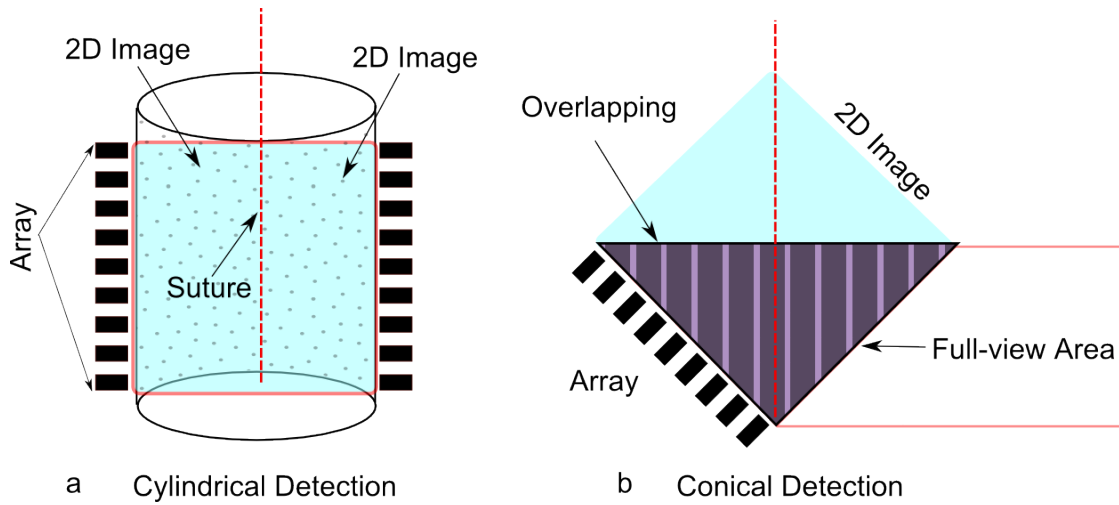 2D Image
2D Image
Array
Suture
a
Cylindrical Detection
Overlapping
2D Image
Full-view Area
Array
b
Conical Detection